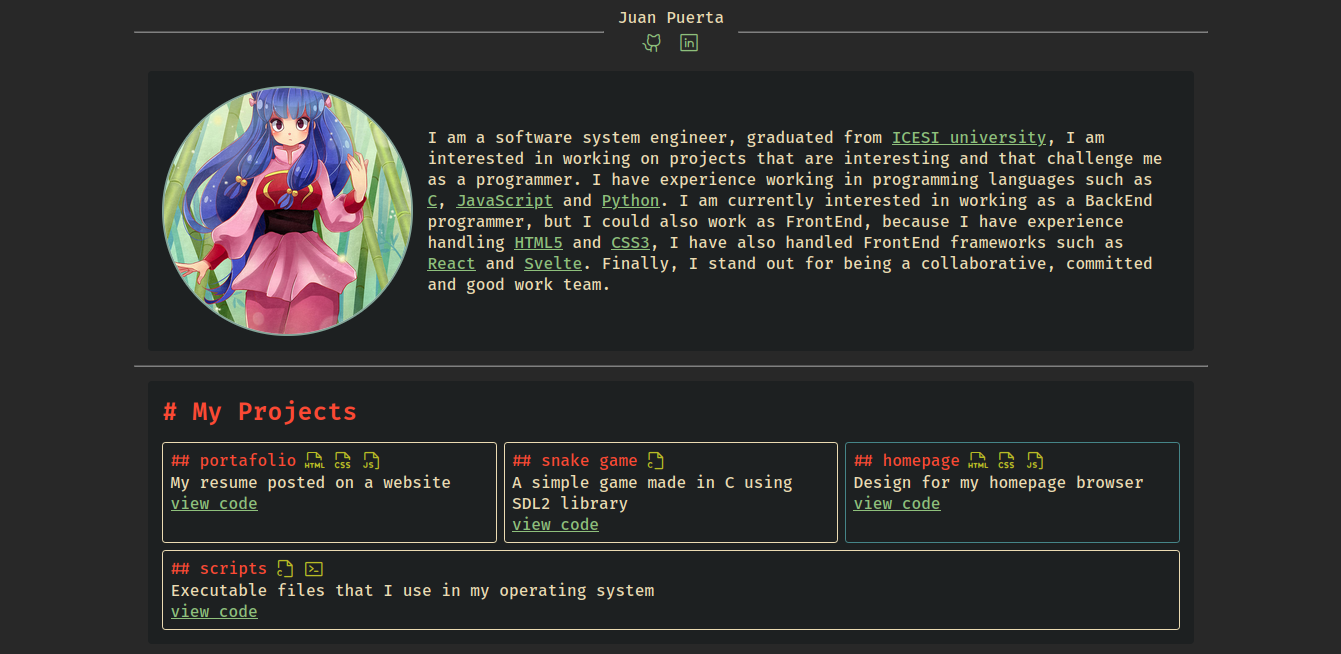 Juan Puerta
in
I am a software system engineer, graduated from ICESI university, I am
interested in working on projects that are interesting and that challenge me
as a programmer. I have experience working in programming languages such as
C, JavaScript and Python. I am currently interested in working as a BackEnd
programmer, but I could also work as FrontEnd, because I have experience
handling HTML5 and CSS3, I have also handled FrontEnd frameworks such as
React and Svelte. Finally, I stand out for being a collaborative, committed
and good work team.
# My Projects
## portafolio HTML CSS JS
My resume posted on a website
view code
## snake game C
A simple game made in C using
SDL2 library
view code
## homepage HTML CSS JS
Design for my homepage browser
view code
## scripts C
Executable files that I use in my operating system
view code